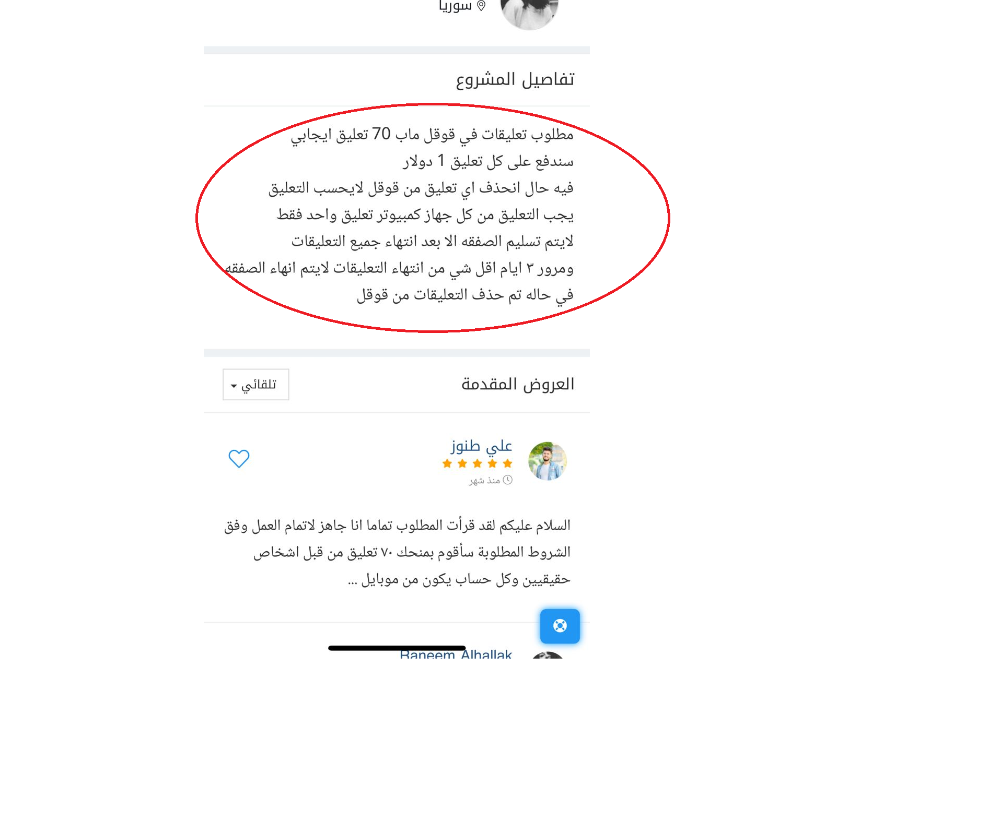 سوريا
تفاصيل المشروع
مطلوب تعليقات في قوقل ماب 70 تعليق ايجابي
سندفع على كل تعليق 1 دولار
فيه حال انحذف اي تعليق من قوقل لايحسب التعليق
يجب التعليق من كل جهاز كمبيوتر تعليق واحد فقط
لايتم تسليم الصفقه الا بعد انتهاء جميع التعليقات
ومرور ٣ ايام اقل شي من انتهاء التعليقات لايتم انهاء الصفقه
في حاله تم حذف التعليقات من قوقل
العروض المقدمة
تلقائي
علي طنوز
منذ شهر
السلام عليكم لقد قرأت المطلوب تماما انا جاهز لاتمام العمل وفق
الشروط المطلوبة سأقوم بمنحك ٧٠ تعليق من قبل اشخاص
حقيقيين وكل حساب يكون من موبايل ...
Raneem Alhallak